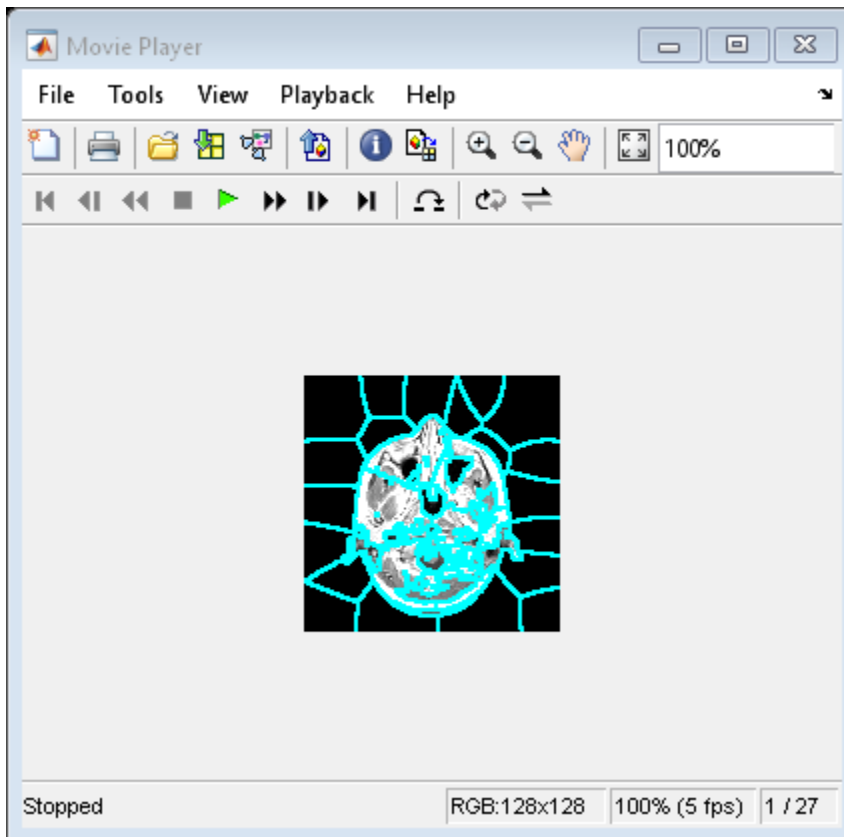 Movie Player
File Tools View Playback Help
100%
Stopped RGB:128x128 100% (5 fps) 1 / 27